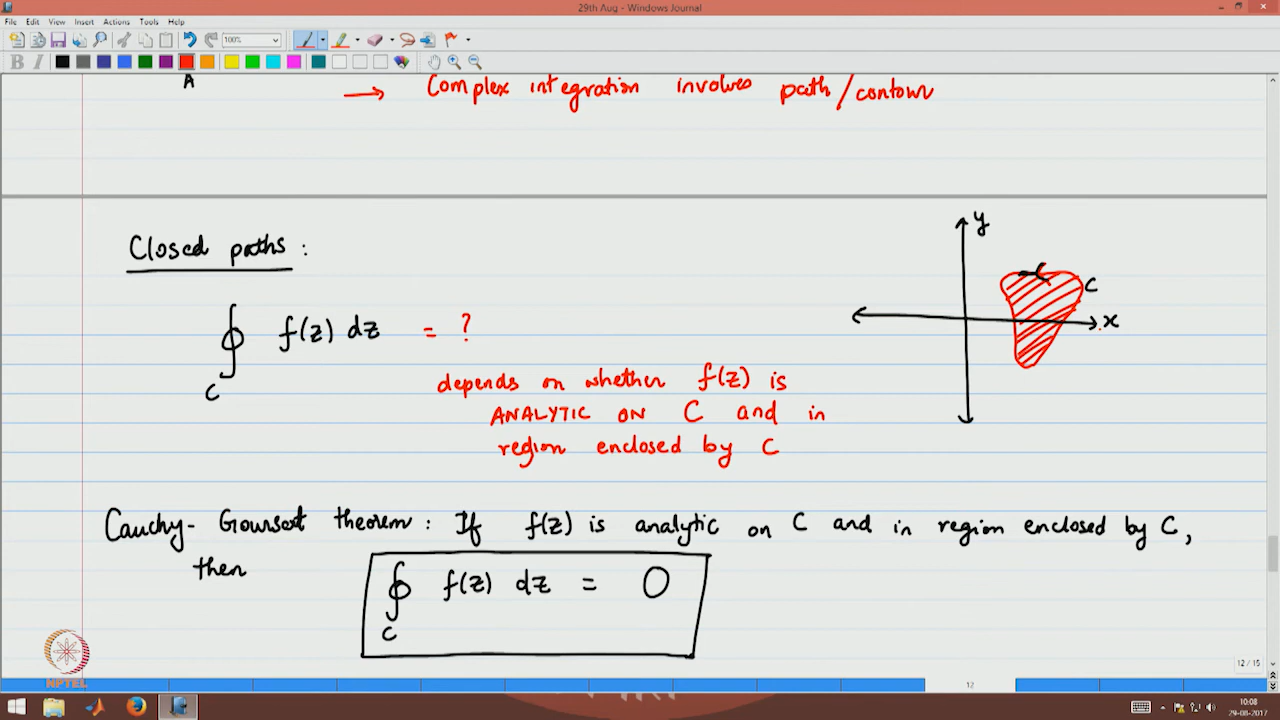 29th Aug - Windows Journal
File Edit View Insert Actions Tools Help
100%
B I
A
→ Complex integration involves path/contour
Closed paths :
y
C
x
∮ f(z) dz = ?
C
depends on whether f(z) is
ANALYTIC ON C and in
region enclosed by C
Cauchy- Goursat theorem : If f(z) is analytic on C and in region enclosed by C,
then
∮ f(z) dz = 0
C
NPTEL
12 / 15
12
10:08
29-08-2017